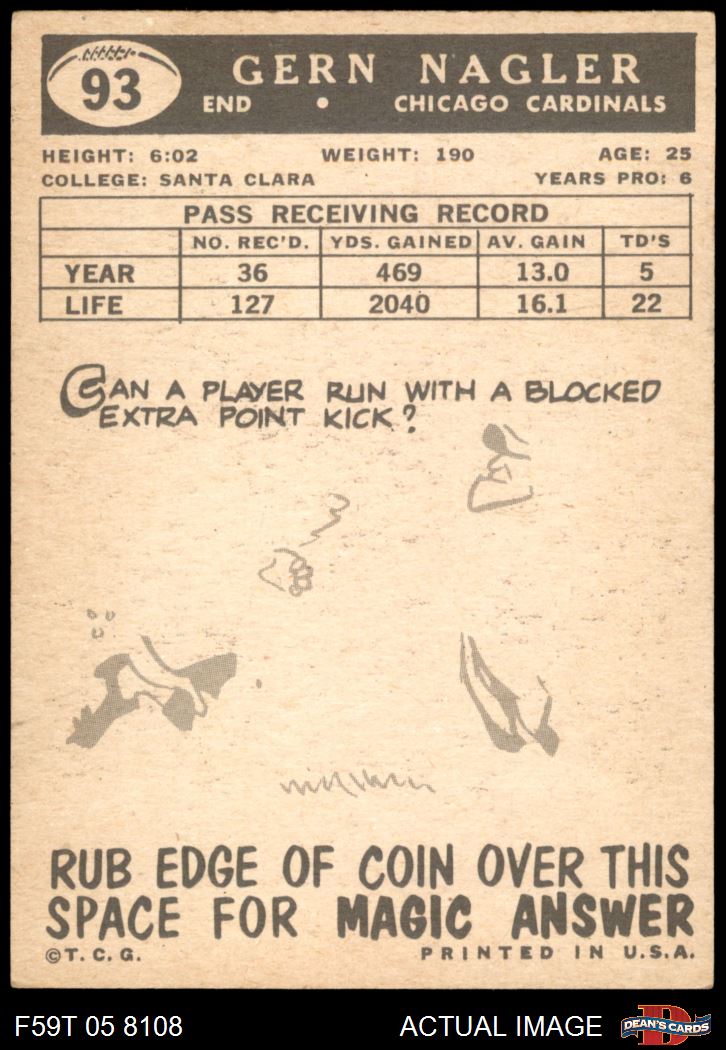 93
GERN NAGLER
END • CHICAGO CARDINALS
HEIGHT: 6:02 WEIGHT: 190 AGE: 25
COLLEGE: SANTA CLARA YEARS PRO: 6
PASS RECEIVING RECORD
NO. REC'D. YDS. GAINED AV. GAIN TD'S
YEAR 36 469 13.0 5
LIFE 127 2040 16.1 22
CAN A PLAYER RUN WITH A BLOCKED
EXTRA POINT KICK?
RUB EDGE OF COIN OVER THIS
SPACE FOR MAGIC ANSWER
©T. C. G. PRINTED IN U.S.A.
F59T 05 8108 ACTUAL IMAGE D DEAN'S CARDS